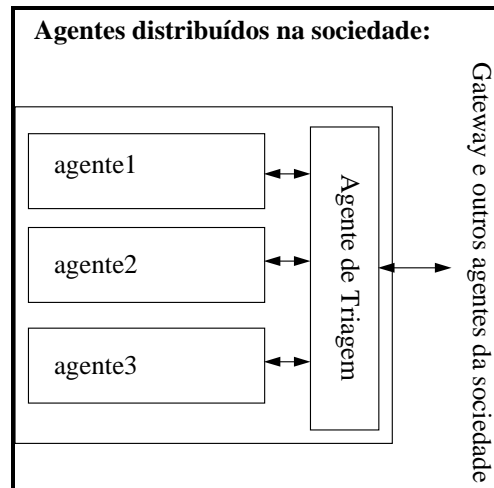 Agentes distribuídos na sociedade:
agente1
agente2
agente3
Agente de Triagem
Gateway e outros agentes da sociedade